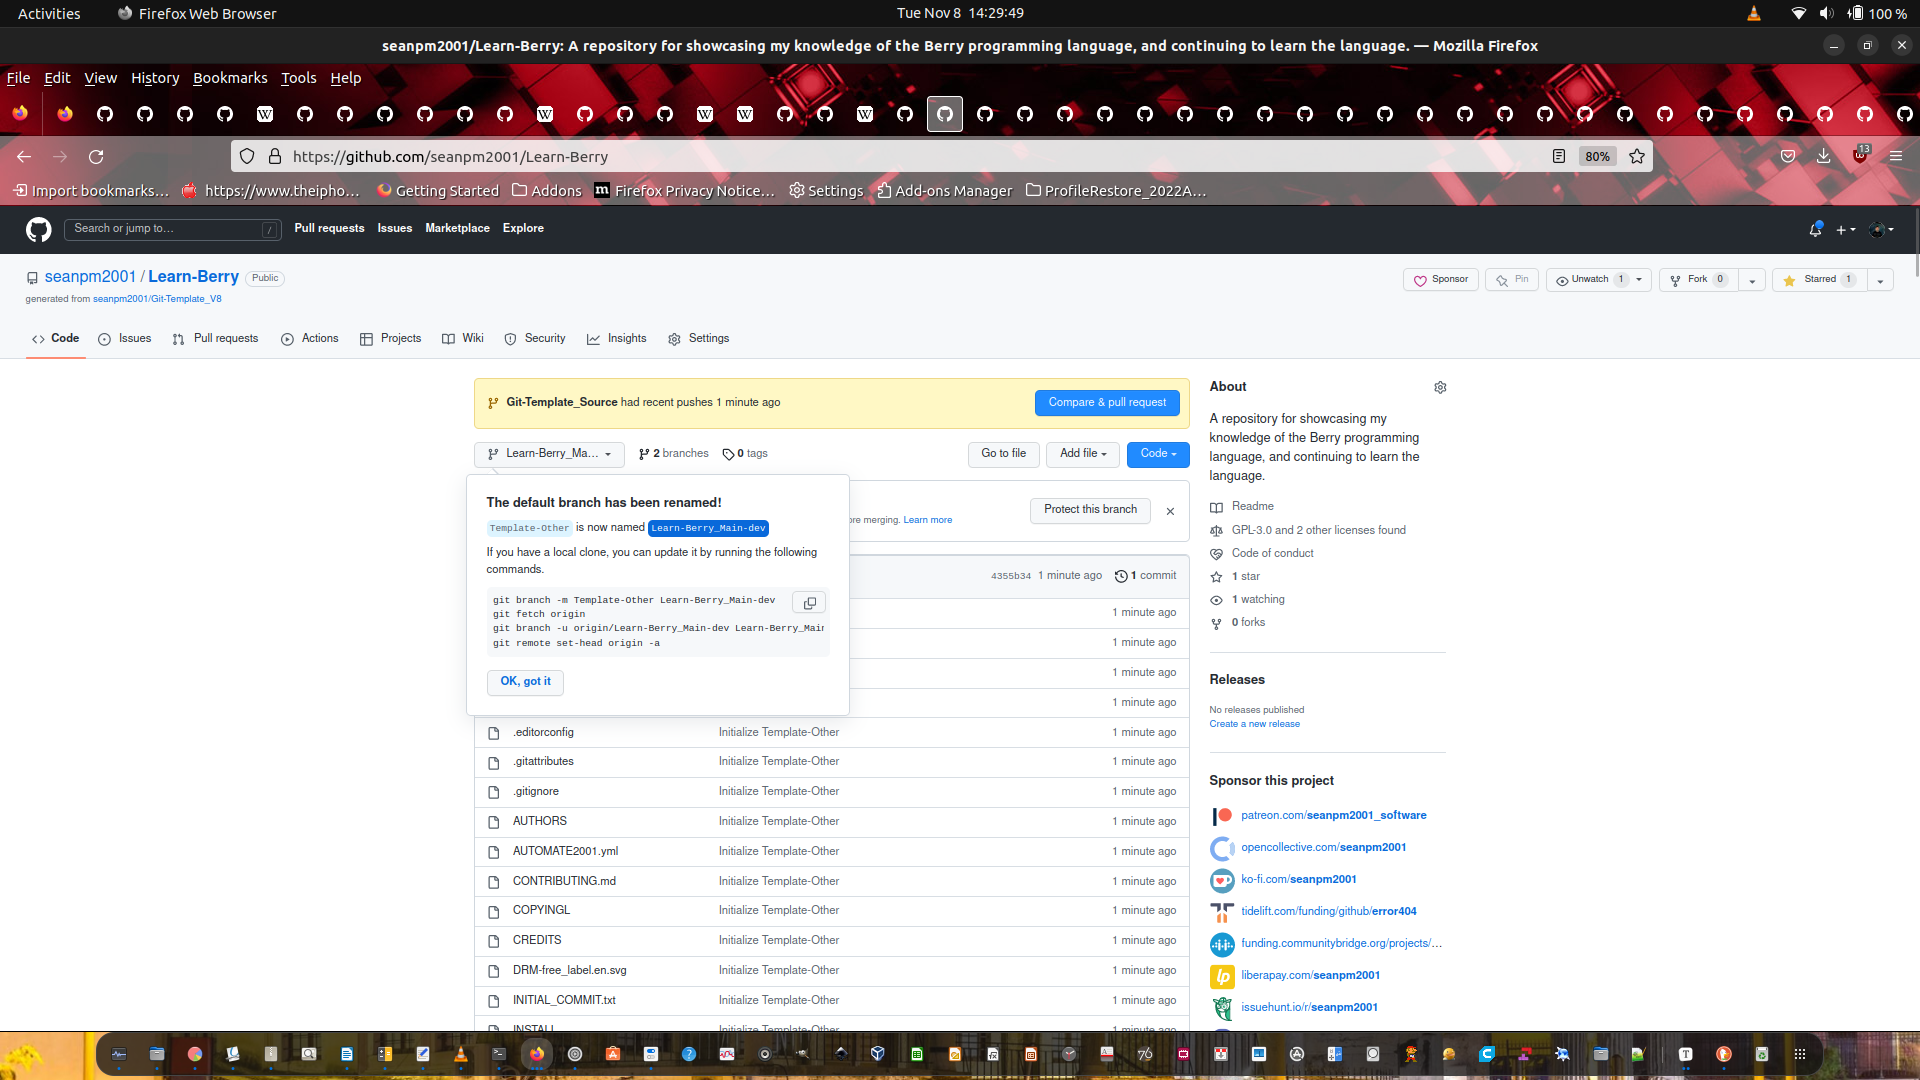 Activities
Firefox Web Browser
Tue Nov 8 14:29:49
100 %
seanpm2001/Learn-Berry: A repository for showcasing my knowledge of the Berry programming language, and continuing to learn the language. — Mozilla Firefox
File Edit View History Bookmarks Tools Help
https://github.com/seanpm2001/Learn-Berry
80%
13
Import bookmarks…
https://www.theipho…
Getting Started
Addons
Firefox Privacy Notice…
Settings
Add-ons Manager
ProfileRestore_2022A…
Search or jump to…
/
Pull requests Issues Marketplace Explore
seanpm2001 / Learn-Berry Public
generated from seanpm2001/Git-Template_V8
Sponsor
Pin
Unwatch 1
Fork 0
Starred 1
Code
Issues
Pull requests
Actions
Projects
Wiki
Security
Insights
Settings
Git-Template_Source had recent pushes 1 minute ago
Compare & pull request
Learn-Berry_Ma…
2 branches
0 tags
Go to file
Add file
Code
The default branch has been renamed!
Template-Other is now named Learn-Berry_Main-dev
If you have a local clone, you can update it by running the following
commands.
git branch -m Template-Other Learn-Berry_Main-dev
git fetch origin
git branch -u origin/Learn-Berry_Main-dev Learn-Berry_Main
git remote set-head origin -a
OK, got it
ore merging. Learn more
Protect this branch
4355b34 1 minute ago 1 commit
1 minute ago
1 minute ago
1 minute ago
1 minute ago
.editorconfig Initialize Template-Other 1 minute ago
.gitattributes Initialize Template-Other 1 minute ago
.gitignore Initialize Template-Other 1 minute ago
AUTHORS Initialize Template-Other 1 minute ago
AUTOMATE2001.yml Initialize Template-Other 1 minute ago
CONTRIBUTING.md Initialize Template-Other 1 minute ago
COPYINGL Initialize Template-Other 1 minute ago
CREDITS Initialize Template-Other 1 minute ago
DRM-free_label.en.svg Initialize Template-Other 1 minute ago
INITIAL_COMMIT.txt Initialize Template-Other 1 minute ago
INSTALL Initialize Template-Other 1 minute ago
About
A repository for showcasing my
knowledge of the Berry programming
language, and continuing to learn the
language.
Readme
GPL-3.0 and 2 other licenses found
Code of conduct
1 star
1 watching
0 forks
Releases
No releases published
Create a new release
Sponsor this project
patreon.com/seanpm2001_software
opencollective.com/seanpm2001
ko-fi.com/seanpm2001
tidelift.com/funding/github/error404
funding.communitybridge.org/projects/…
liberapay.com/seanpm2001
issuehunt.io/r/seanpm2001